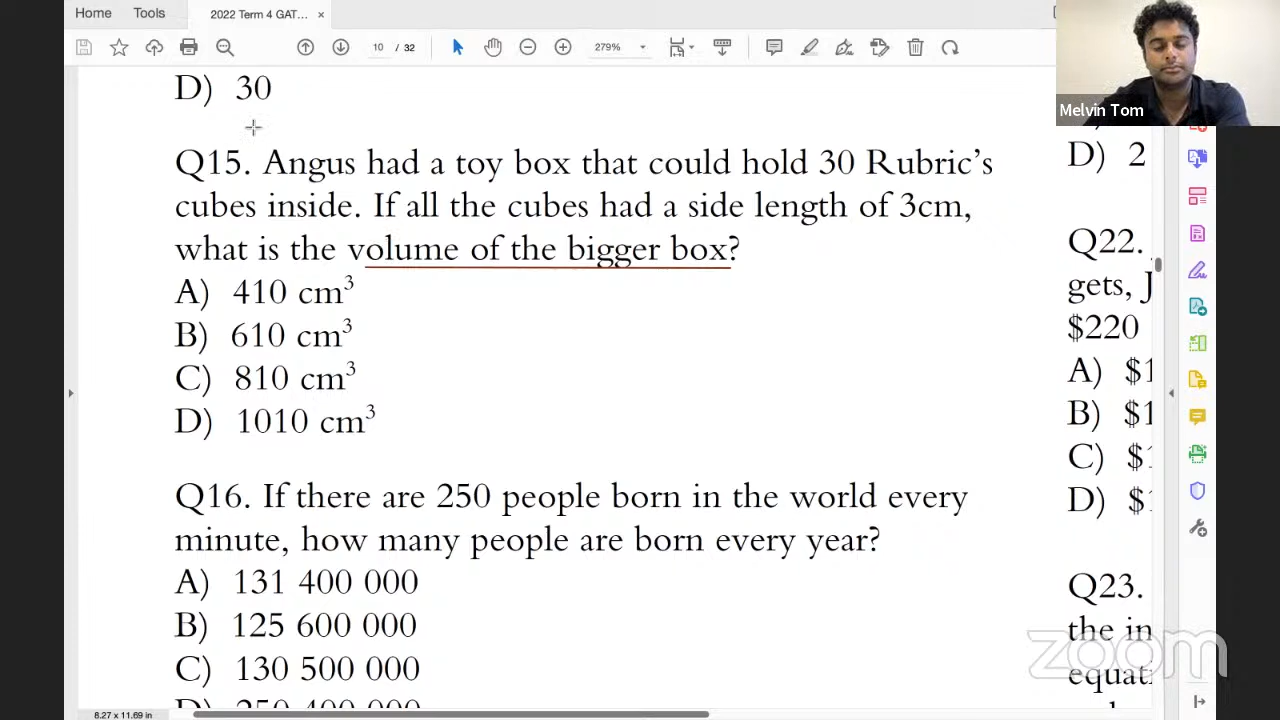 Home Tools 2022 Term 4 GAT... ×
10 / 32 279%
Melvin Tom
D) 30
Q15. Angus had a toy box that could hold 30 Rubric's
cubes inside. If all the cubes had a side length of 3cm,
what is the volume of the bigger box?
A) 410 cm³
B) 610 cm³
C) 810 cm³
D) 1010 cm³
Q16. If there are 250 people born in the world every
minute, how many people are born every year?
A) 131 400 000
B) 125 600 000
C) 130 500 000
D) 2
Q22.
gets, J
$220
A) $1
B) $1
C) $1
D) $1
Q23.
the in
equati
zoom
8.27 x 11.69 in